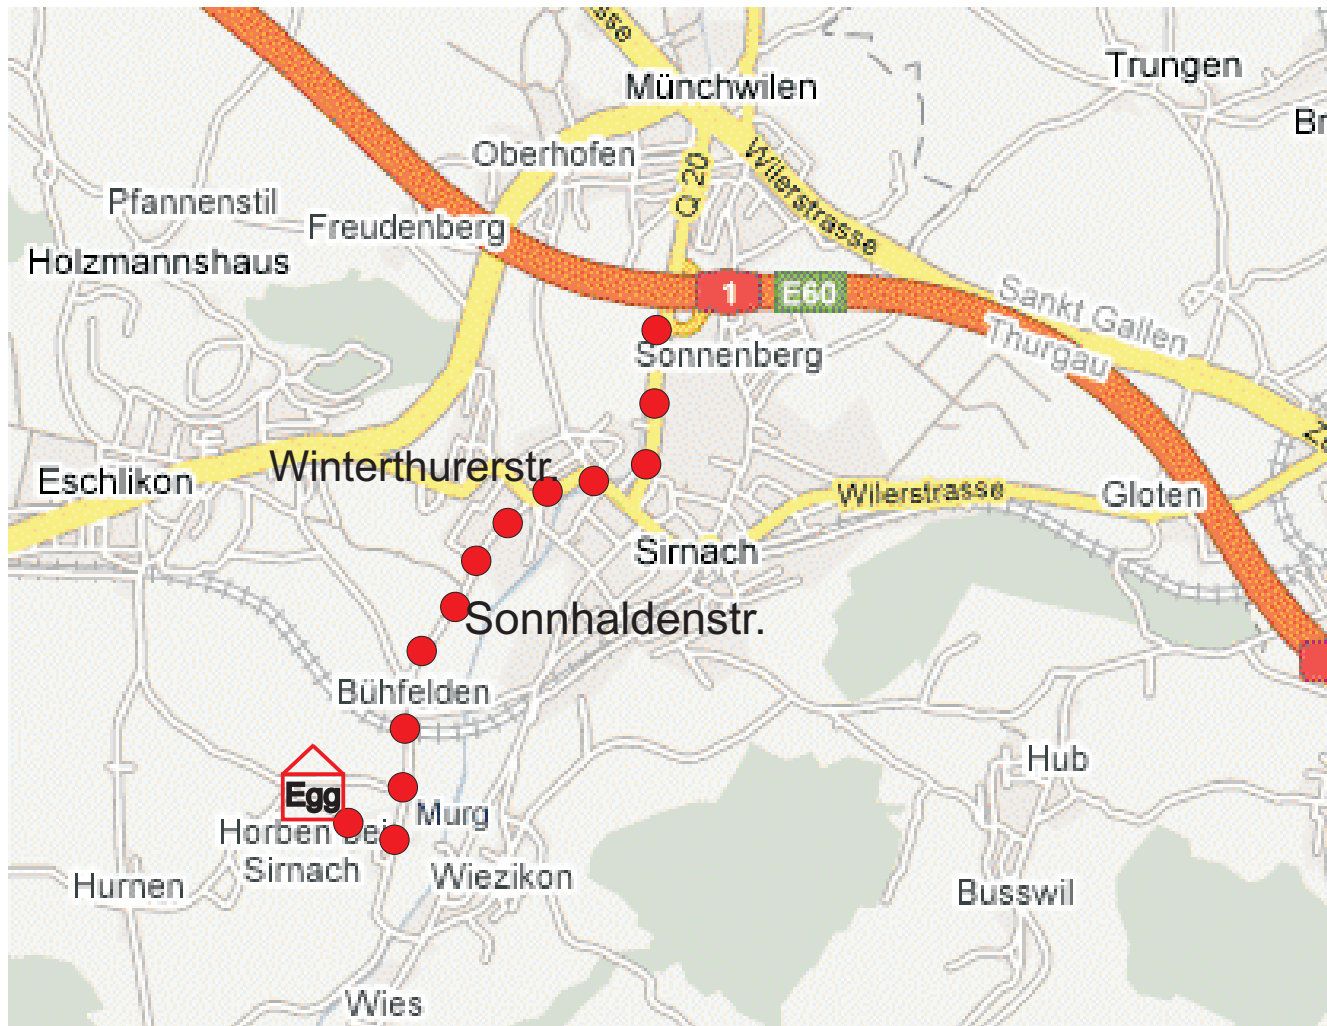 sse
Trungen
Münchwilen
Br
Oberhofen
Wilerstrasse
Q 20
Pfannenstil
Freudenberg
Holzmannshaus
1
E60
Sankt Gallen
Thurgau
Sonnenberg
Winterthurerstr.
Eschlikon
Wilerstrasse
Gloten
Sirnach
Sonnhaldenstr.
Bühfelden
Hub
Egg
Murg
Horben bei
Sirnach
Wiezikon
Hurnen
Busswil
Wies